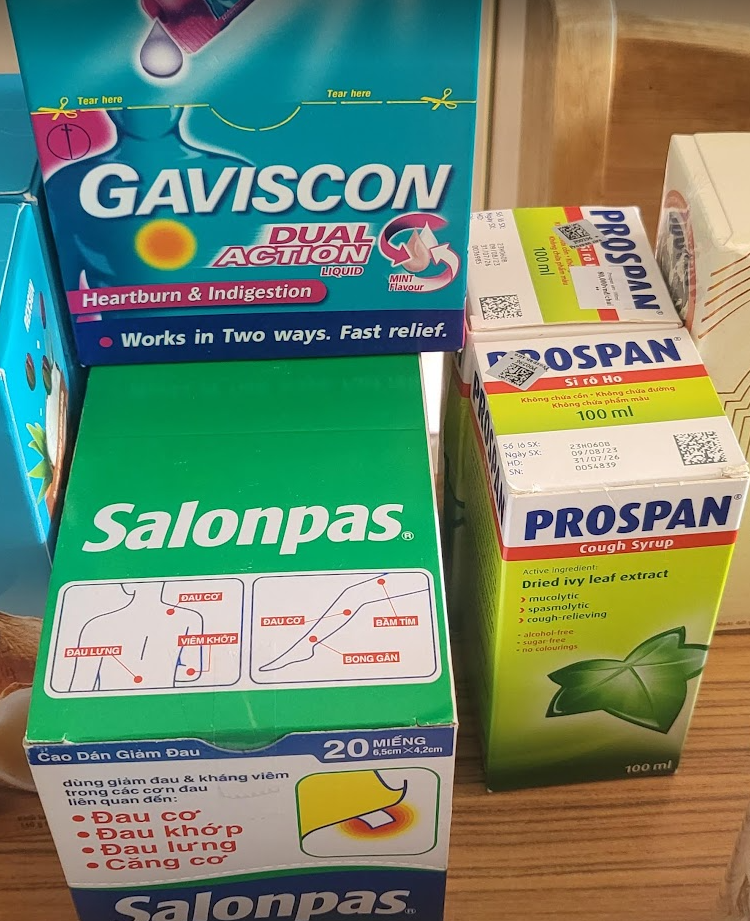 Tear here
Tear here
GAVISCON
DUAL
ACTION
LIQUID
MINT
Flavour
Heartburn & Indigestion
• Works in Two ways. Fast relief.
Salonpas®
ĐAU CƠ
VIÊM KHỚP
ĐAU LƯNG
ĐAU CƠ
BẦM TÍM
BONG GÂN
Cao Dán Giảm Đau
20 MIẾNG
6,5cm×4,2cm
dùng giảm đau & kháng viêm
trong các cơn đau
liên quan đến:
• Đau cơ
• Đau khớp
• Đau lưng
• Căng cơ
Salonpas®
PROSPAN®
100 ml
PROSPAN®
Si rô Ho
Không chứa cồn • Không chứa đường
Không chứa phẩm màu
100 ml
Số lô SX: 23H0608
Ngày SX: 09/08/23
HD: 31/07/26
SN: 0054839
PROSPAN®
Cough Syrup
Active Ingredient:
Dried ivy leaf extract
› mucolytic
› spasmolytic
› cough-relieving
• alcohol-free
• sugar-free
• no colourings
100 ml